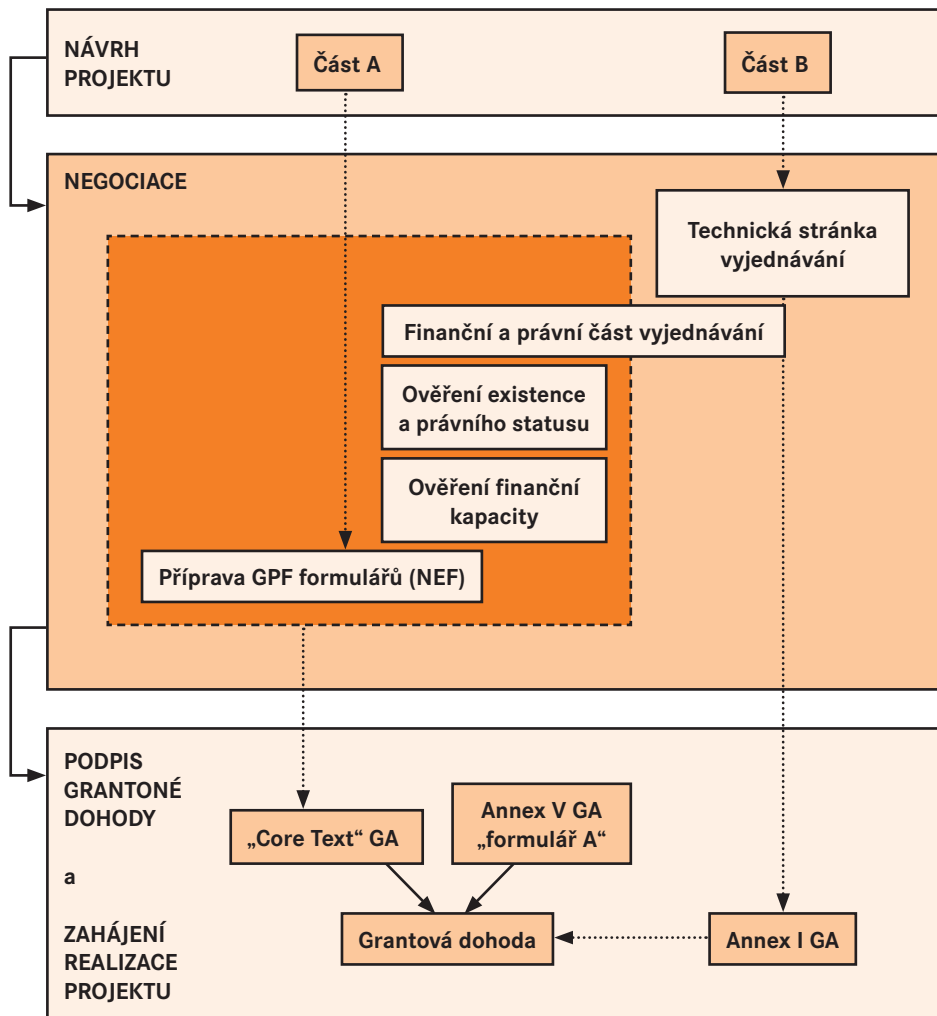 NÁVRH
PROJEKTU
Část A
Část B
NEGOCIACE
Technická stránka
vyjednávání
Finanční a právní část vyjednávání
Ověření existence
a právního statusu
Ověření finanční
kapacity
Příprava GPF formulářů (NEF)
PODPIS
GRANTONÉ
DOHODY
a
ZAHÁJENÍ
REALIZACE
PROJEKTU
„Core Text“ GA
Annex V GA
„formulář A“
Grantová dohoda
Annex I GA